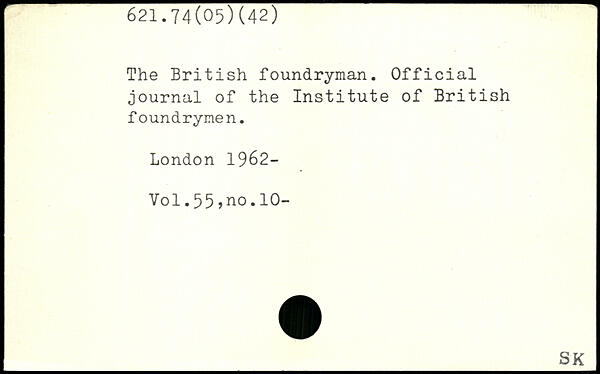 621.74(05)(42)
The British foundryman. Official
journal of the Institute of British
foundrymen.
London 1962-
Vol.55,no.10-
SK